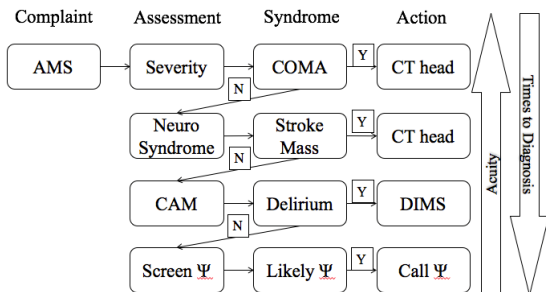 Complaint Assessment Syndrome Action
AMS Severity COMA Y CT head
N
Neuro
Syndrome
Stroke
Mass
Y
CT head
N
CAM Delirium Y DIMS
N
Screen Ψ Likely Ψ Y Call Ψ
Acuity
Times to Diagnosis